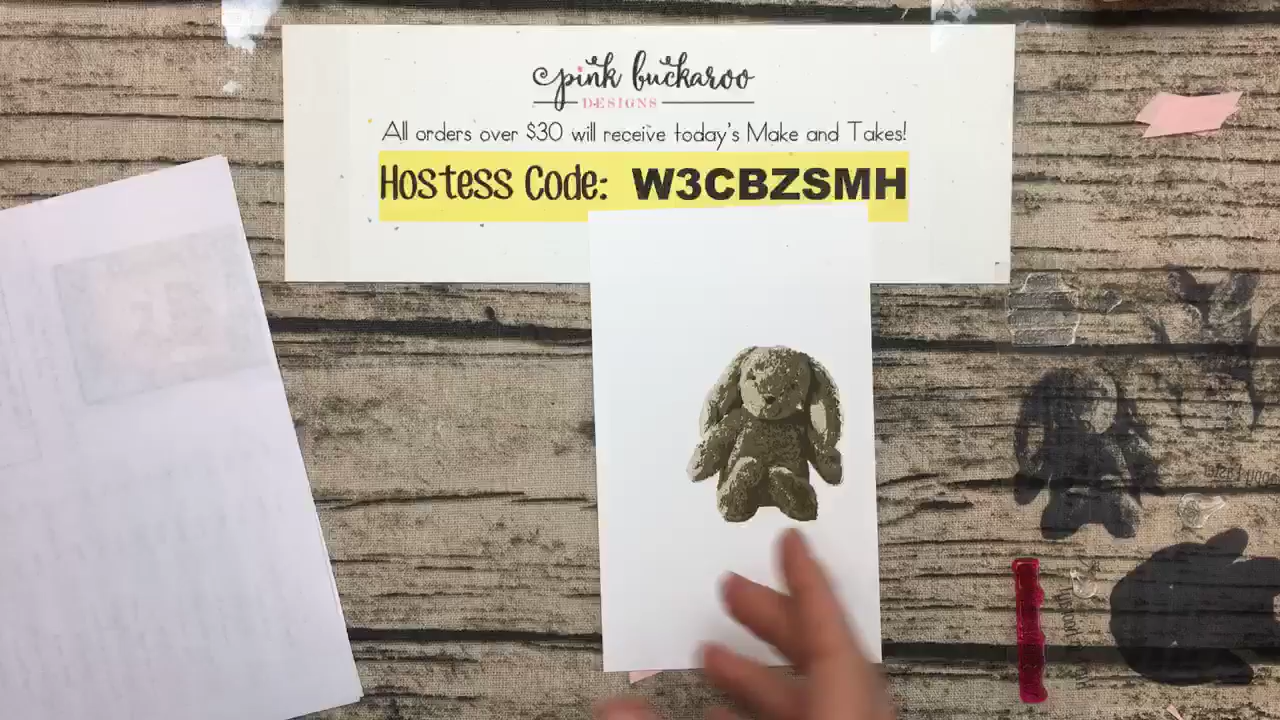 pink buckaroo
DESIGNS
All orders over $30 will receive today's Make and Takes!
Hostess Code: W3CBZSMH